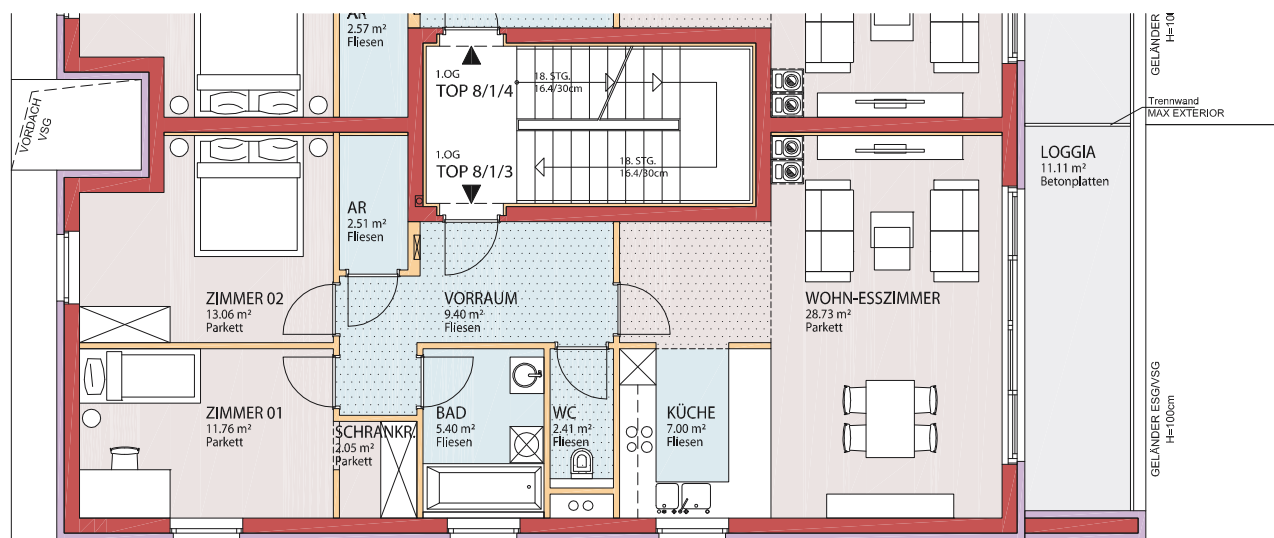 AR
2.57 m²
Fliesen
GELÄNDER
H=100
1.OG
TOP 8/1/4
18. STG.
16.4/30cm
VORDACH
VSG
Trennwand
MAX EXTERIOR
1.OG
TOP 8/1/3
18. STG.
16.4/30cm
LOGGIA
11.11 m²
Betonplatten
AR
2.51 m²
Fliesen
ZIMMER 02
13.06 m²
Parkett
VORRAUM
9.40 m²
Fliesen
WOHN-ESSZIMMER
28.73 m²
Parkett
ZIMMER 01
11.76 m²
Parkett
SCHRANKR.
2.05 m²
Parkett
BAD
5.40 m²
Fliesen
WC
2.41 m²
Fliesen
KÜCHE
7.00 m²
Fliesen
GELÄNDER ESG/VSG
H=100cm